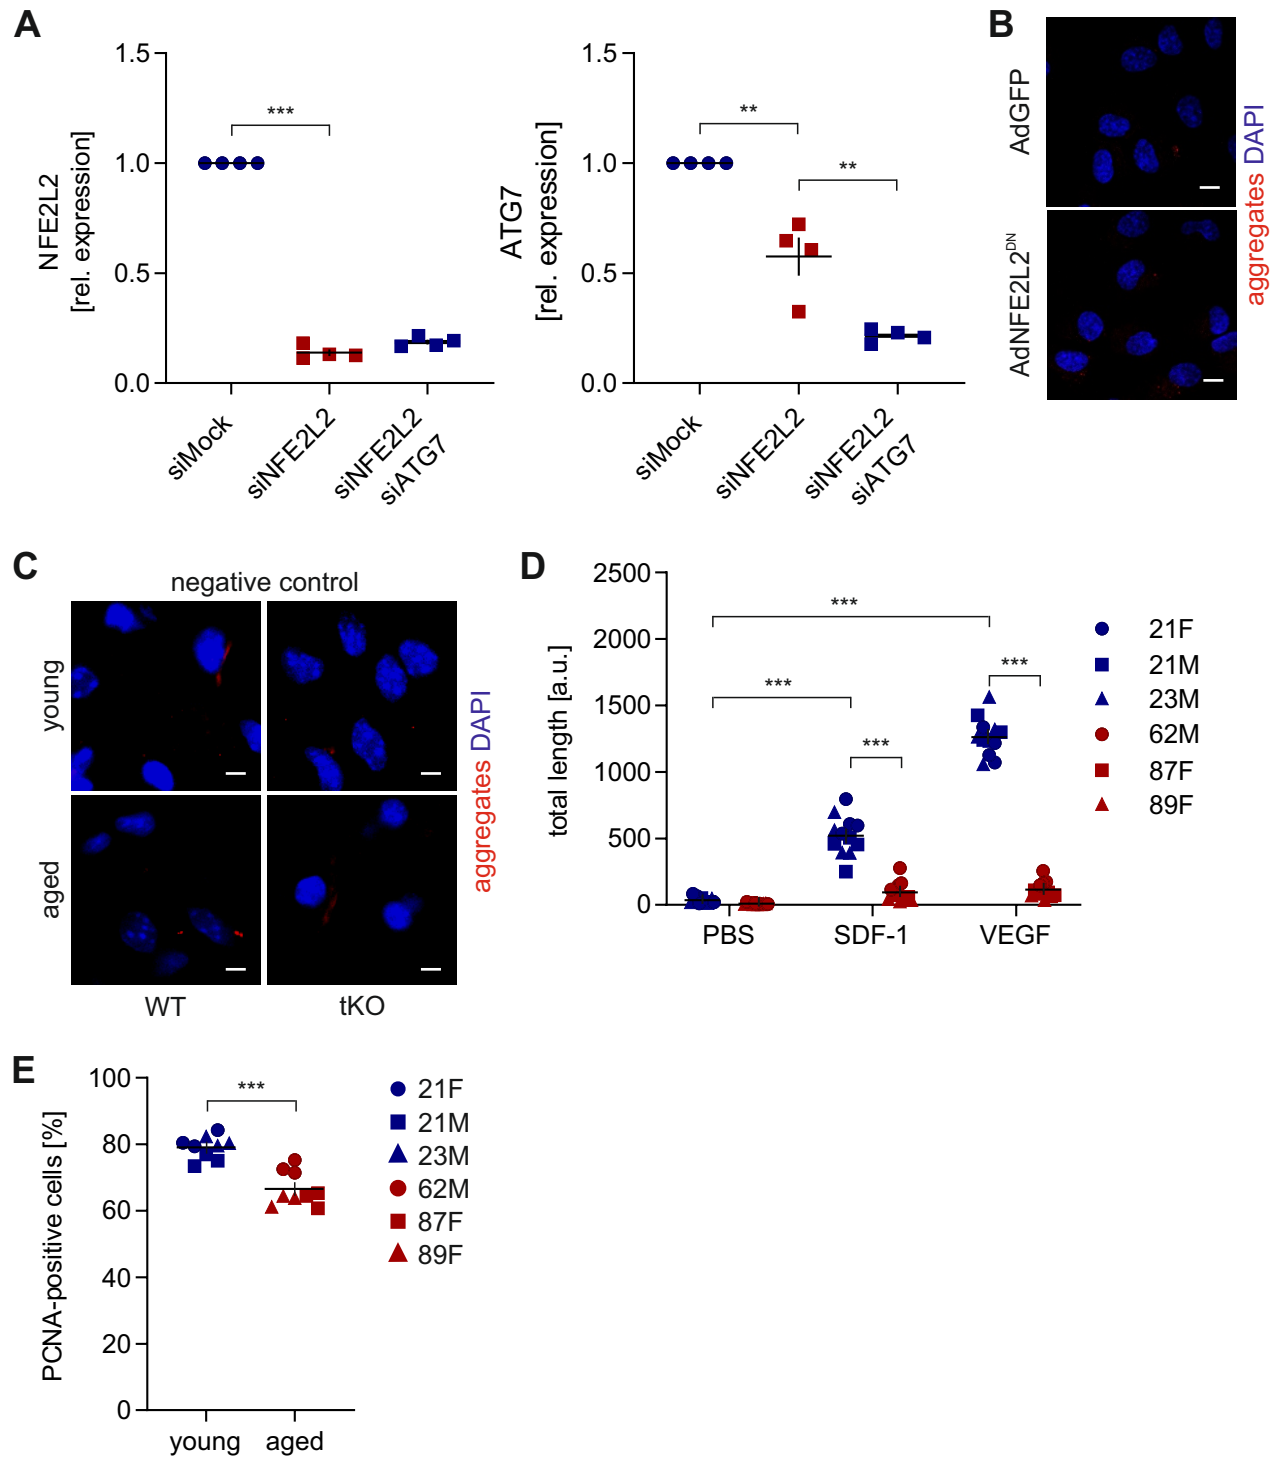 A
NFE2L2
[rel. expression]
1.5
1.0
0.5
0.0
***
siMock
siNFE2L2
siNFE2L2
siATG7
ATG7
[rel. expression]
1.5
1.0
0.5
0.0
**
**
siMock
siNFE2L2
siNFE2L2
siATG7
B
AdGFP
AdNFE2L2DN
aggregates DAPI
C
negative control
young
aged
WT
tKO
aggregates DAPI
D
total length [a.u.]
2500
2000
1500
1000
500
0
***
***
***
***
PBS
SDF-1
VEGF
21F
21M
23M
62M
87F
89F
E
PCNA-positive cells [%]
100
80
60
40
20
0
***
young
aged
21F
21M
23M
62M
87F
89F